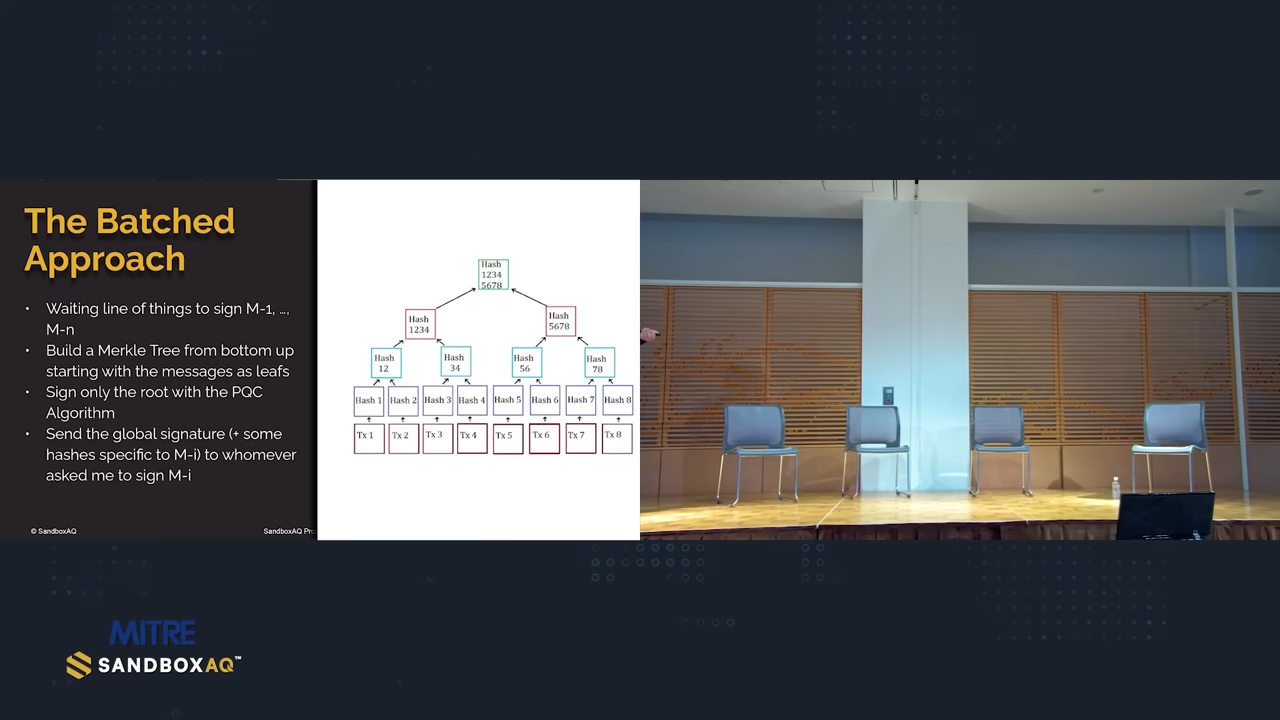 The Batched
Approach
• Waiting line of things to sign M-1, …,
M-n
• Build a Merkle Tree from bottom up
starting with the messages as leafs
• Sign only the root with the PQC
Algorithm
• Send the global signature (+ some
hashes specific to M-i) to whomever
asked me to sign M-i
© SandboxAQ
SandboxAQ Pro
Hash
1234
5678
Hash
1234
Hash
5678
Hash
12
Hash
34
Hash
56
Hash
78
Hash 1
Hash 2
Hash 3
Hash 4
Hash 5
Hash 6
Hash 7
Hash 8
Tx 1
Tx 2
Tx 3
Tx 4
Tx 5
Tx 6
Tx 7
Tx 8
MITRE
SANDBOXAQ™